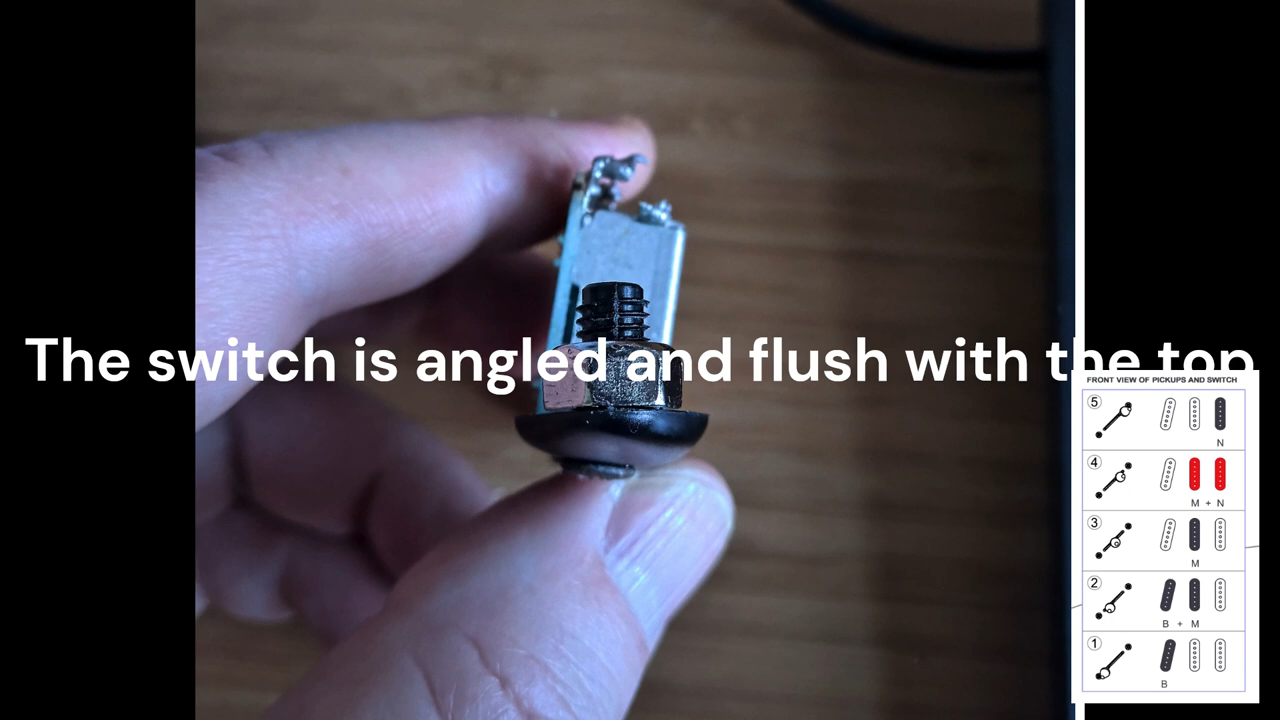 The switch is angled and flush with the top
FRONT VIEW OF PICKUPS AND SWITCH
5
N
4
M + N
3
M
2
B + M
1
B